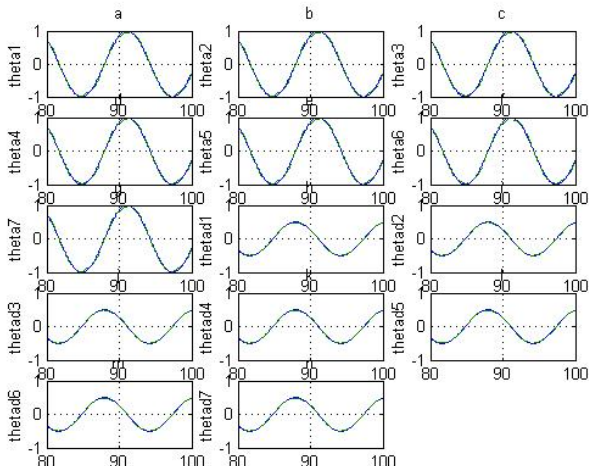 a b c
theta1 1 0 -1 80 90 100
theta2 1 0 -1 80 90 100
theta3 1 0 -1 80 90 100
theta4 1 0 -1 80 90 100
theta5 1 0 -1 80 90 100
theta6 1 0 -1 80 90 100
theta7 1 0 -1 80 90 100
thetad1 1 0 -1 80 90 100
thetad2 1 0 -1 80 90 100
thetad3 1 0 -1 80 90 100
thetad4 1 0 -1 80 90 100
thetad5 1 0 -1 80 90 100
thetad6 1 0 -1 80 90 100
thetad7 1 0 -1 80 90 100